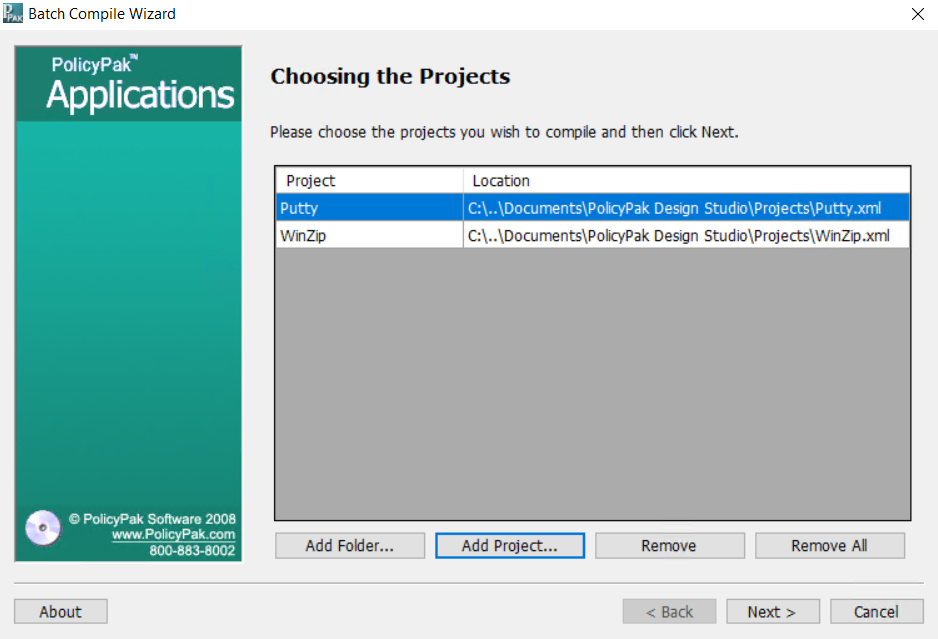 Batch Compile Wizard
PolicyPak™
Applications
Choosing the Projects
Please choose the projects you wish to compile and then click Next.
Project Location
Putty C:\..\Documents\PolicyPak Design Studio\Projects\Putty.xml
WinZip C:\..\Documents\PolicyPak Design Studio\Projects\WinZip.xml
© PolicyPak Software 2008
www.PolicyPak.com
800-883-8002
Add Folder... Add Project... Remove Remove All
About < Back Next > Cancel